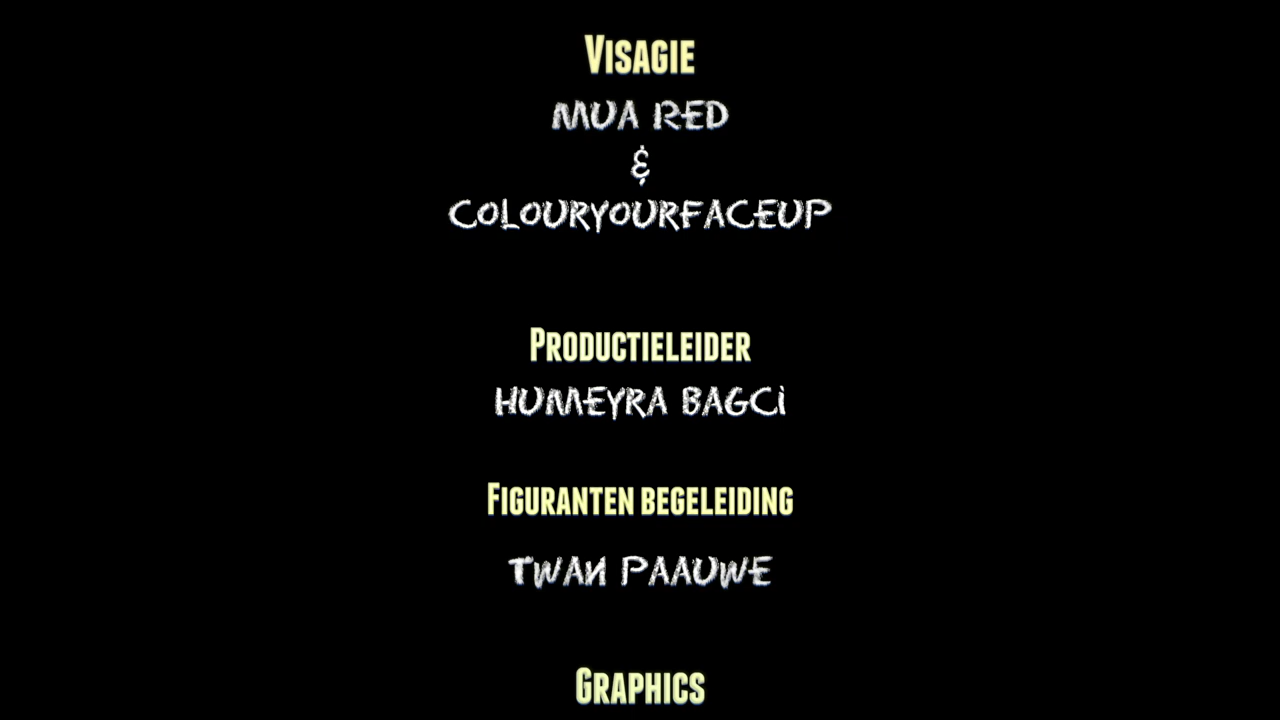 VISAGIE
MUA RED
&
COLOURYOURFACEUP
PRODUCTIELEIDER
HUMEYRA BAGCI
FIGURANTEN BEGELEIDING
TWAN PAAUWE
GRAPHICS